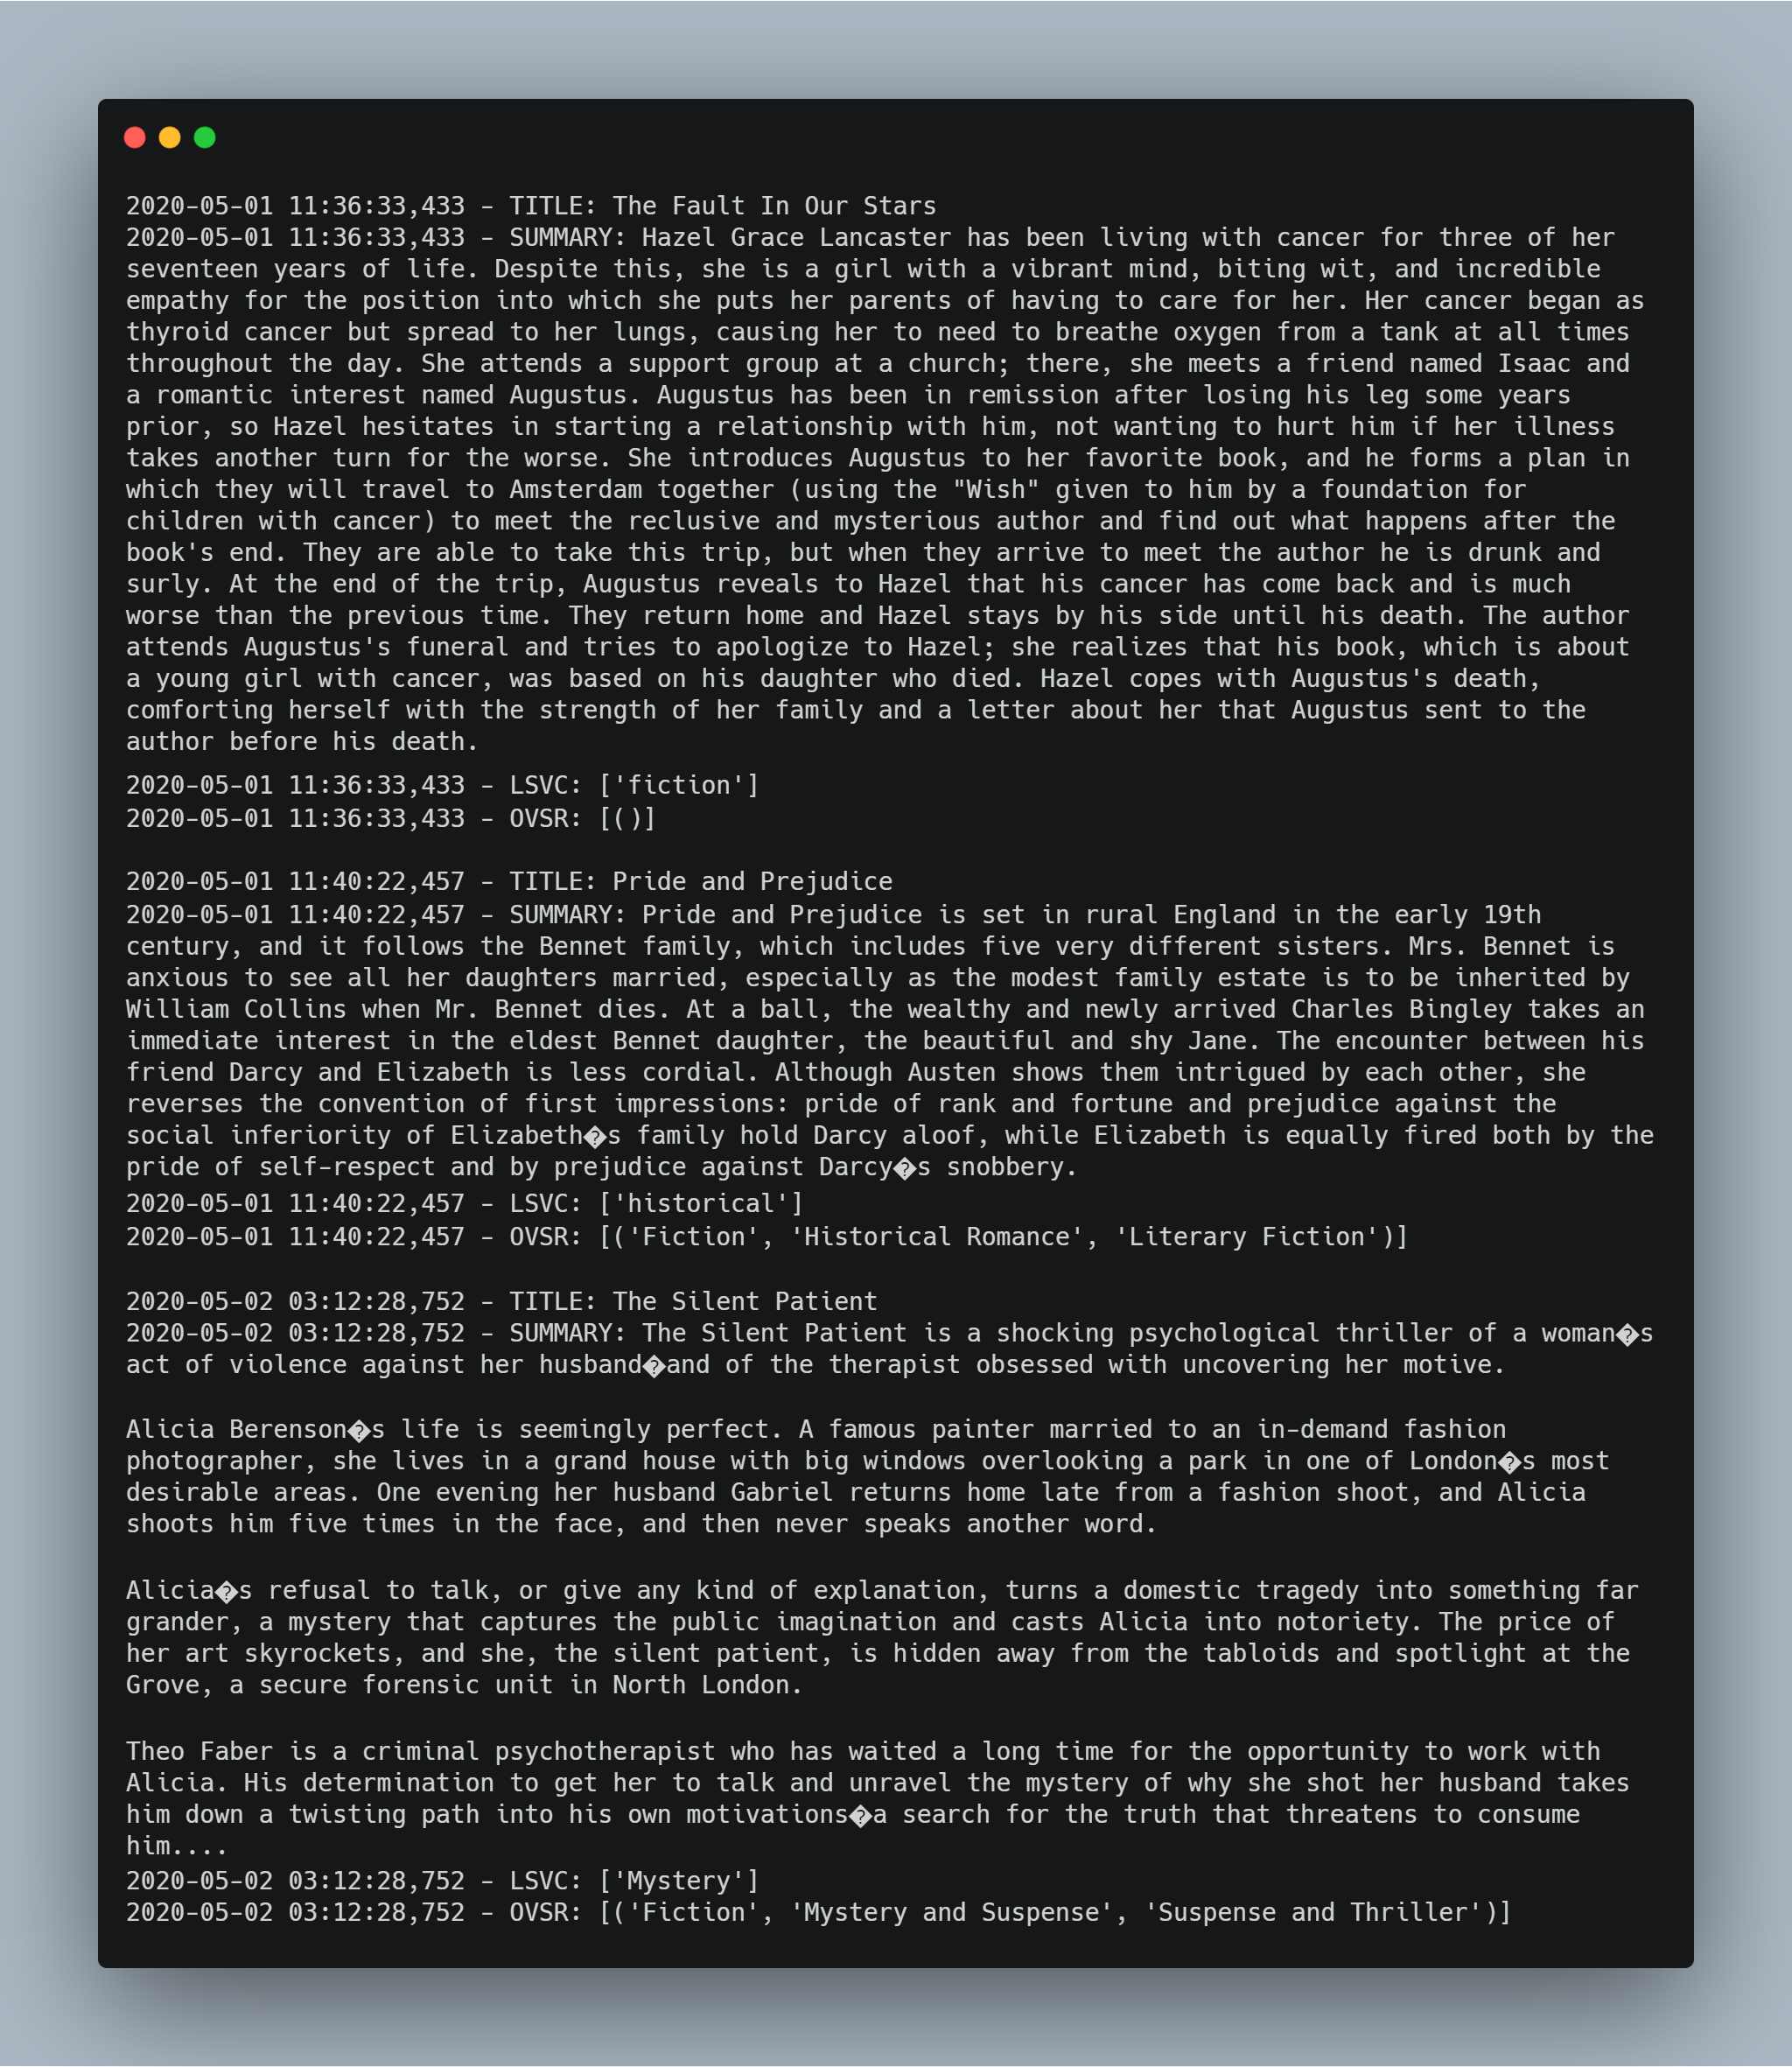 2020-05-01 11:36:33,433 - TITLE: The Fault In Our Stars
2020-05-01 11:36:33,433 - SUMMARY: Hazel Grace Lancaster has been living with cancer for three of her
seventeen years of life. Despite this, she is a girl with a vibrant mind, biting wit, and incredible
empathy for the position into which she puts her parents of having to care for her. Her cancer began as
thyroid cancer but spread to her lungs, causing her to need to breathe oxygen from a tank at all times
throughout the day. She attends a support group at a church; there, she meets a friend named Isaac and
a romantic interest named Augustus. Augustus has been in remission after losing his leg some years
prior, so Hazel hesitates in starting a relationship with him, not wanting to hurt him if her illness
takes another turn for the worse. She introduces Augustus to her favorite book, and he forms a plan in
which they will travel to Amsterdam together (using the "Wish" given to him by a foundation for
children with cancer) to meet the reclusive and mysterious author and find out what happens after the
book's end. They are able to take this trip, but when they arrive to meet the author he is drunk and
surly. At the end of the trip, Augustus reveals to Hazel that his cancer has come back and is much
worse than the previous time. They return home and Hazel stays by his side until his death. The author
attends Augustus's funeral and tries to apologize to Hazel; she realizes that his book, which is about
a young girl with cancer, was based on his daughter who died. Hazel copes with Augustus's death,
comforting herself with the strength of her family and a letter about her that Augustus sent to the
author before his death.
2020-05-01 11:36:33,433 - LSVC: ['fiction']
2020-05-01 11:36:33,433 - OVSR: [()]
2020-05-01 11:40:22,457 - TITLE: Pride and Prejudice
2020-05-01 11:40:22,457 - SUMMARY: Pride and Prejudice is set in rural England in the early 19th
century, and it follows the Bennet family, which includes five very different sisters. Mrs. Bennet is
anxious to see all her daughters married, especially as the modest family estate is to be inherited by
William Collins when Mr. Bennet dies. At a ball, the wealthy and newly arrived Charles Bingley takes an
immediate interest in the eldest Bennet daughter, the beautiful and shy Jane. The encounter between his
friend Darcy and Elizabeth is less cordial. Although Austen shows them intrigued by each other, she
reverses the convention of first impressions: pride of rank and fortune and prejudice against the
social inferiority of Elizabeth�s family hold Darcy aloof, while Elizabeth is equally fired both by the
pride of self-respect and by prejudice against Darcy�s snobbery.
2020-05-01 11:40:22,457 - LSVC: ['historical']
2020-05-01 11:40:22,457 - OVSR: [('Fiction', 'Historical Romance', 'Literary Fiction')]
2020-05-02 03:12:28,752 - TITLE: The Silent Patient
2020-05-02 03:12:28,752 - SUMMARY: The Silent Patient is a shocking psychological thriller of a woman�s
act of violence against her husband�and of the therapist obsessed with uncovering her motive.
Alicia Berenson�s life is seemingly perfect. A famous painter married to an in-demand fashion
photographer, she lives in a grand house with big windows overlooking a park in one of London�s most
desirable areas. One evening her husband Gabriel returns home late from a fashion shoot, and Alicia
shoots him five times in the face, and then never speaks another word.
Alicia�s refusal to talk, or give any kind of explanation, turns a domestic tragedy into something far
grander, a mystery that captures the public imagination and casts Alicia into notoriety. The price of
her art skyrockets, and she, the silent patient, is hidden away from the tabloids and spotlight at the
Grove, a secure forensic unit in North London.
Theo Faber is a criminal psychotherapist who has waited a long time for the opportunity to work with
Alicia. His determination to get her to talk and unravel the mystery of why she shot her husband takes
him down a twisting path into his own motivations�a search for the truth that threatens to consume
him....
2020-05-02 03:12:28,752 - LSVC: ['Mystery']
2020-05-02 03:12:28,752 - OVSR: [('Fiction', 'Mystery and Suspense', 'Suspense and Thriller')]